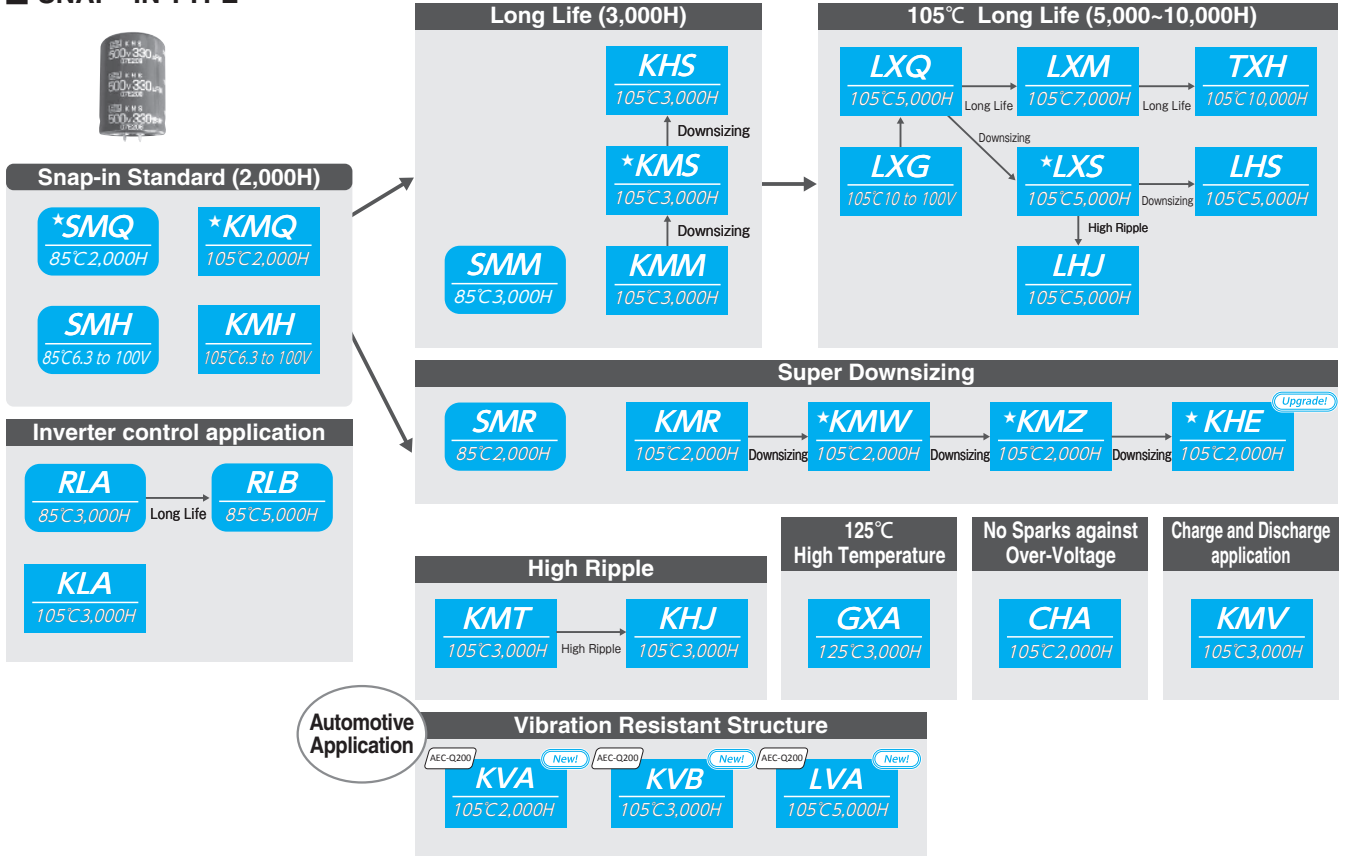 ■ SNAP - IN TYPE
KMS
500v330μF
KMS
500v330μF
KMS
500v330
Snap-in Standard (2,000H)
★SMQ
85℃2,000H
★KMQ
105℃2,000H
SMH
85℃6.3 to 100V
KMH
105℃6.3 to 100V
Inverter control application
RLA
85℃3,000H
Long Life
RLB
85℃5,000H
KLA
105℃3,000H
Long Life (3,000H)
KHS
105℃3,000H
Downsizing
★KMS
105℃3,000H
Downsizing
SMM
85℃3,000H
KMM
105℃3,000H
105℃ Long Life (5,000~10,000H)
LXQ
105℃5,000H
Long Life
LXM
105℃7,000H
Long Life
TXH
105℃10,000H
Downsizing
LXG
105℃10 to 100V
★LXS
105℃5,000H
Downsizing
LHS
105℃5,000H
High Ripple
LHJ
105℃5,000H
Super Downsizing
SMR
85℃2,000H
KMR
105℃2,000H
Downsizing
★KMW
105℃2,000H
Downsizing
★KMZ
105℃2,000H
Downsizing
Upgrade!
★KHE
105℃2,000H
High Ripple
KMT
105℃3,000H
High Ripple
KHJ
105℃3,000H
125℃
High Temperature
GXA
125℃3,000H
No Sparks against
Over-Voltage
CHA
105℃2,000H
Charge and Discharge
application
KMV
105℃3,000H
Automotive
Application
Vibration Resistant Structure
AEC-Q200
New!
KVA
105℃2,000H
AEC-Q200
New!
KVB
105℃3,000H
AEC-Q200
New!
LVA
105℃5,000H